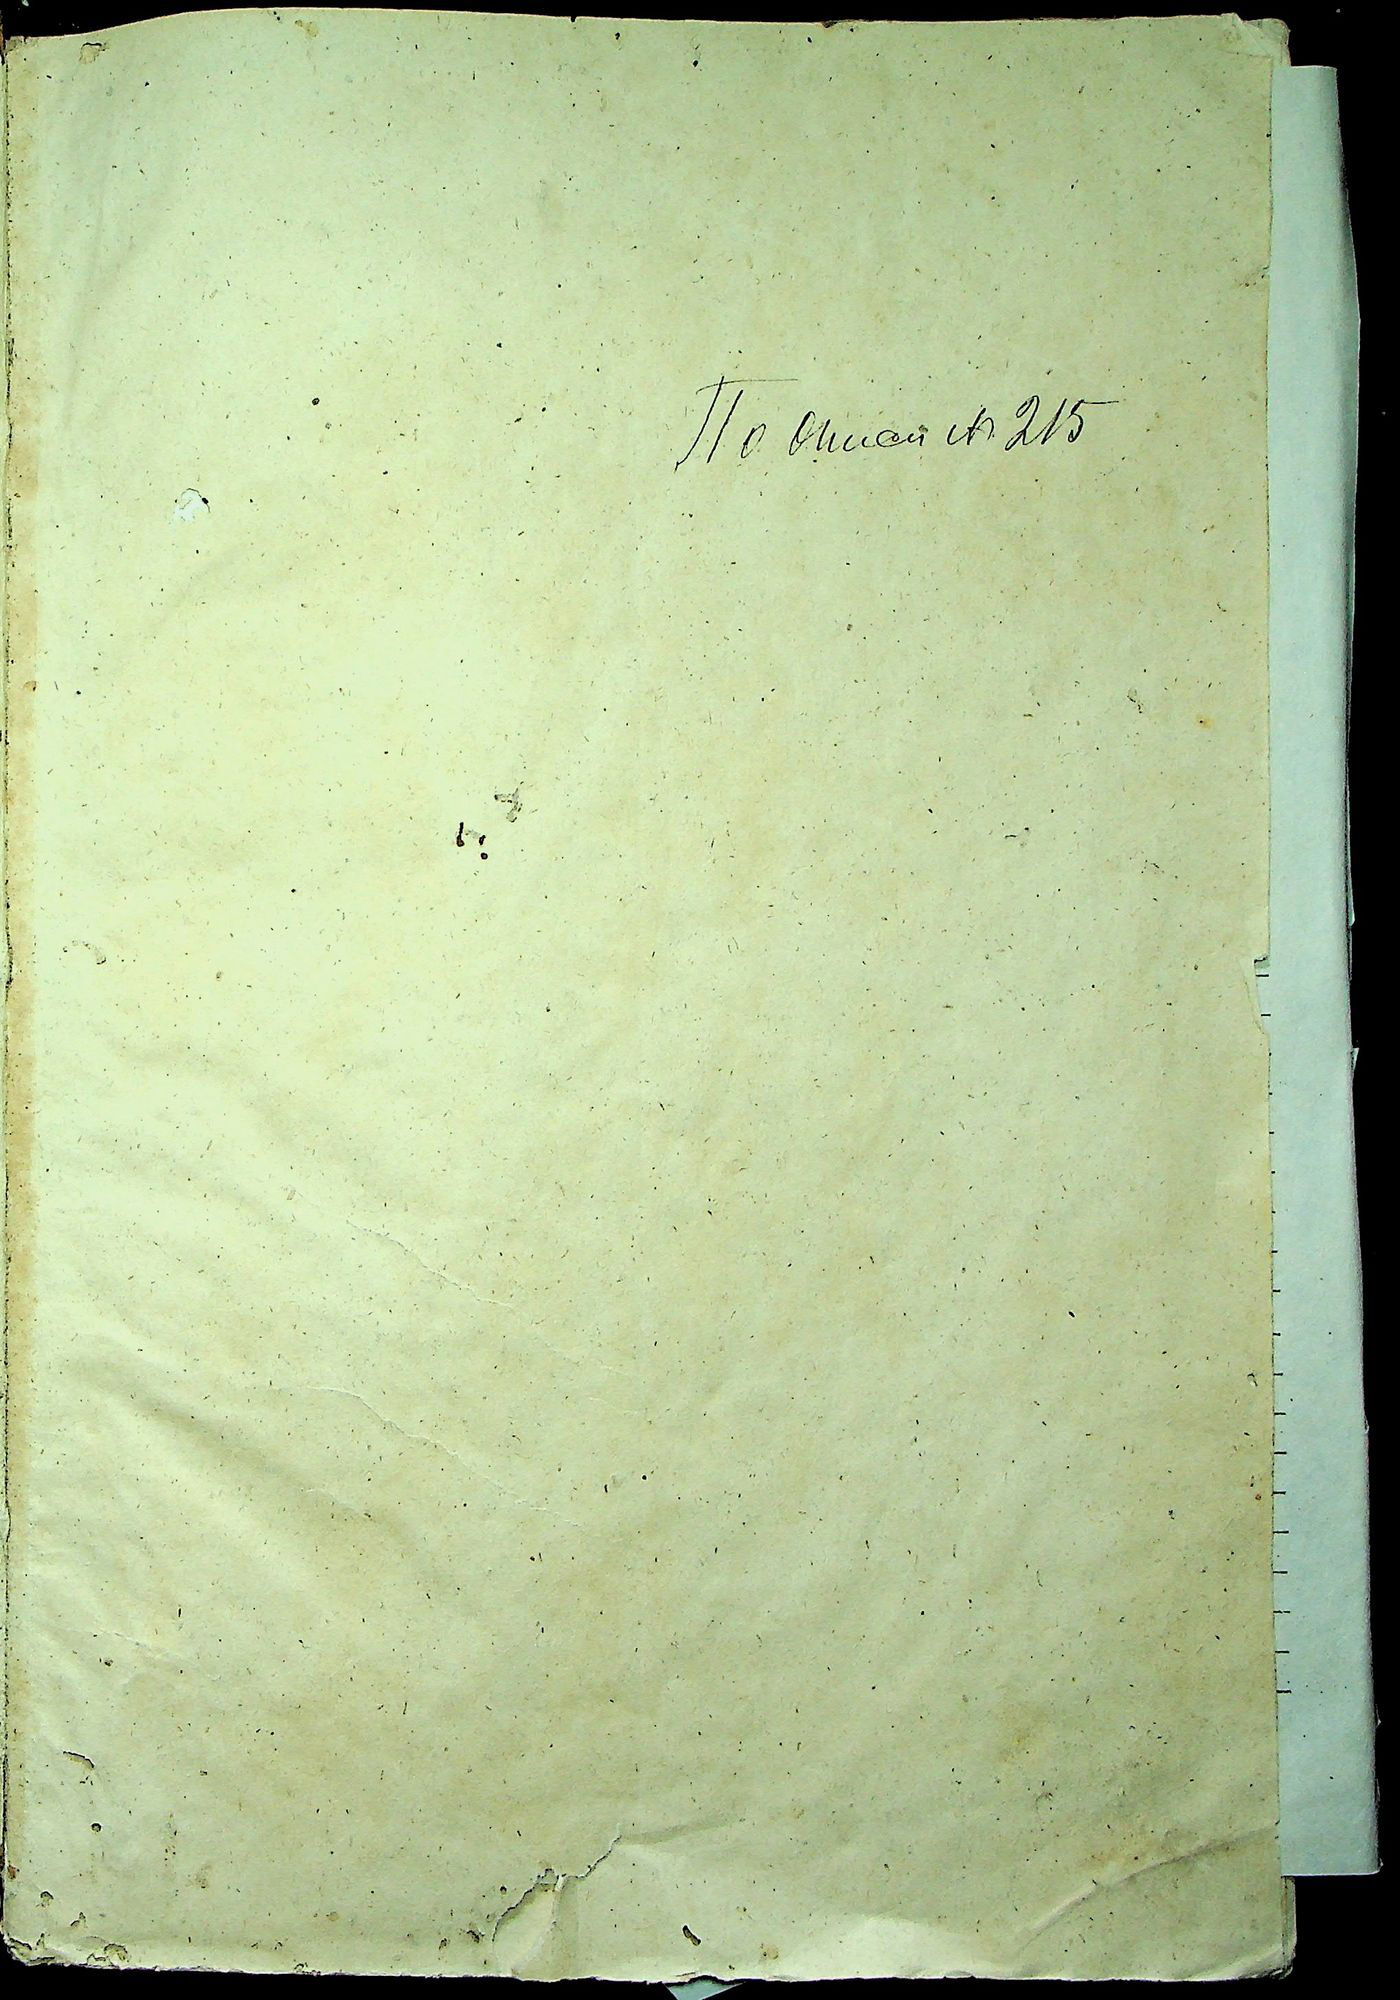 По описи № 215